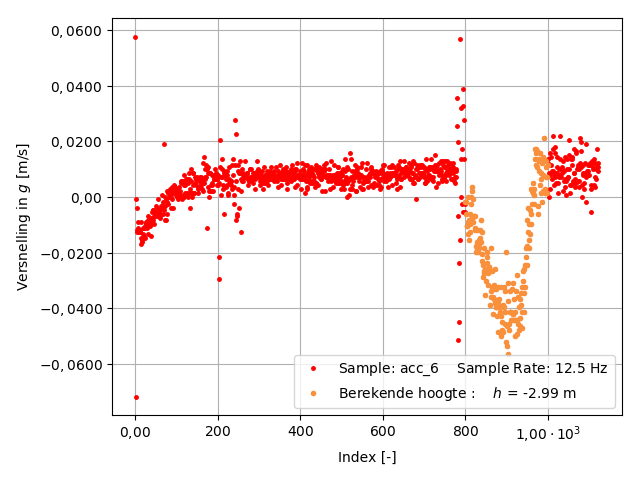 0,0600
0,0400
0,0200
0,00
−0,0200
−0,0400
−0,0600
Versnelling in g [m/s]
Sample: acc_6    Sample Rate: 12.5 Hz
Berekende hoogte :    h = -2.99 m
0,00 200 400 600 800 1,00·10³
Index [-]